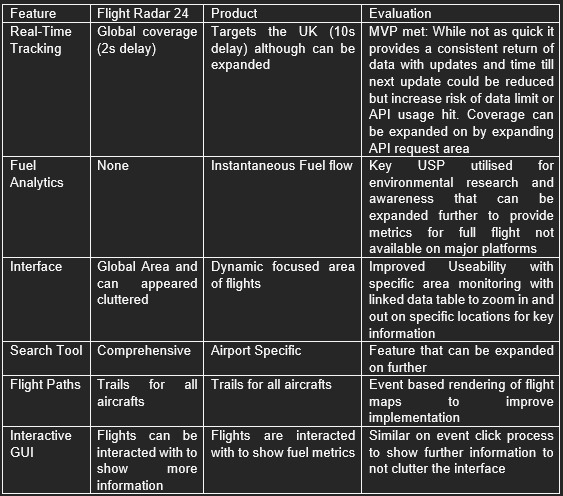 Feature Flight Radar 24 Product Evaluation
Real-Time Tracking
Global coverage (2s delay)
Targets the UK (10s delay) although can be expanded
MVP met: While not as quick it provides a consistent return of data with updates and time till next update could be reduced but increase risk of data limit or API usage hit. Coverage can be expanded on by expanding API request area
Fuel Analytics
None
Instantaneous Fuel flow
Key USP utilised for environmental research and awareness that can be expanded further to provide metrics for full flight not available on major platforms
Interface
Global Area and can appeared cluttered
Dynamic focused area of flights
Improved Useability with specific area monitoring with linked data table to zoom in and out on specific locations for key information
Search Tool
Comprehensive
Airport Specific
Feature that can be expanded on further
Flight Paths
Trails for all aircrafts
Trails for all aircrafts
Event based rendering of flight maps to improve implementation
Interactive GUI
Flights can be interacted with to show more information
Flights are interacted with to show fuel metrics
Similar on event click process to show further information to not clutter the interface